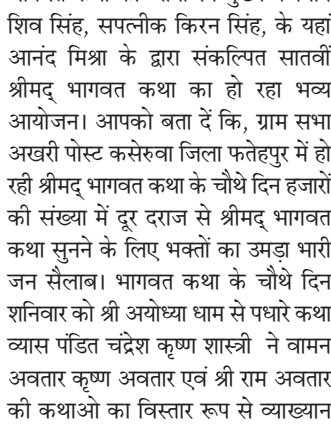 शिव सिंह, सपत्नीक किरन सिंह, के यहां
आनंद मिश्रा के द्वारा संकल्पित सातवीं
श्रीमद् भागवत कथा का हो रहा भव्य
आयोजन। आपको बता दें कि, ग्राम सभा
अखरी पोस्ट कसेरुवा जिला फतेहपुर में हो
रही श्रीमद् भागवत कथा के चौथे दिन हजारों
की संख्या में दूर दराज से श्रीमद् भागवत
कथा सुनने के लिए भक्तों का उमड़ा भारी
जन सैलाब। भागवत कथा के चौथे दिन
शनिवार को श्री अयोध्या धाम से पधारे कथा
व्यास पंडित चंद्रेश कृष्ण शास्त्री ने वामन
अवतार कृष्ण अवतार एवं श्री राम अवतार
की कथाओ का विस्तार रूप से व्याख्यान